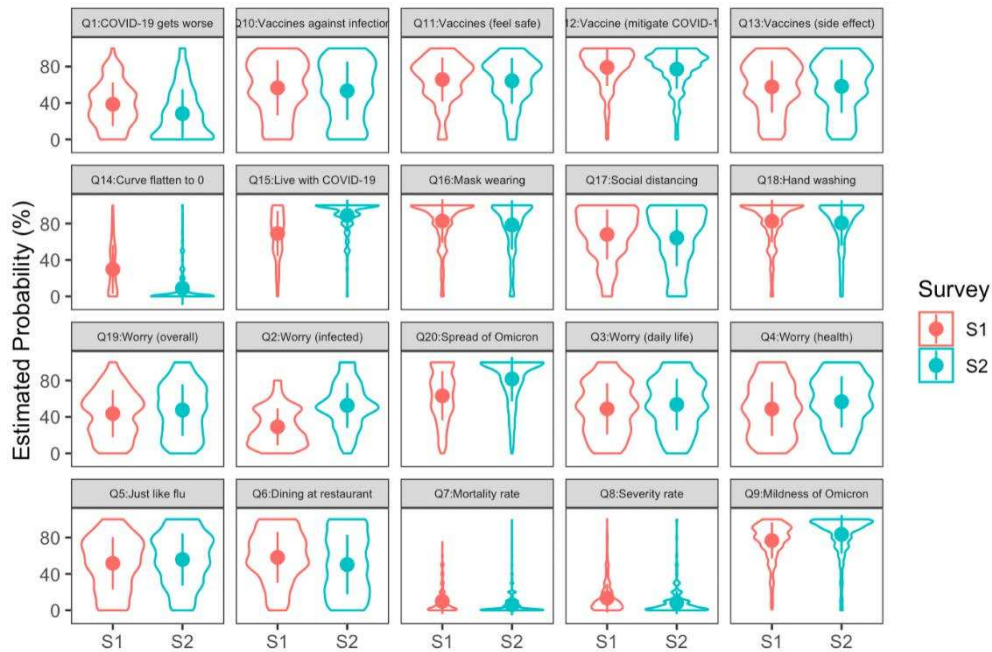 Q1:COVID-19 gets worse
Q10:Vaccines against infection
Q11:Vaccines (feel safe)
12:Vaccine (mitigate COVID-1
Q13:Vaccines (side effect)
80
40
0
Q14:Curve flatten to 0
Q15:Live with COVID-19
Q16:Mask wearing
Q17:Social distancing
Q18:Hand washing
80
40
0
Q19:Worry (overall)
Q2:Worry (infected)
Q20:Spread of Omicron
Q3:Worry (daily life)
Q4:Worry (health)
80
40
0
Q5:Just like flu
Q6:Dining at restaurant
Q7:Mortality rate
Q8:Severity rate
Q9:Mildness of Omicron
80
40
0
S1 S2
S1 S2
S1 S2
S1 S2
S1 S2
Estimated Probability (%)
Survey
S1
S2